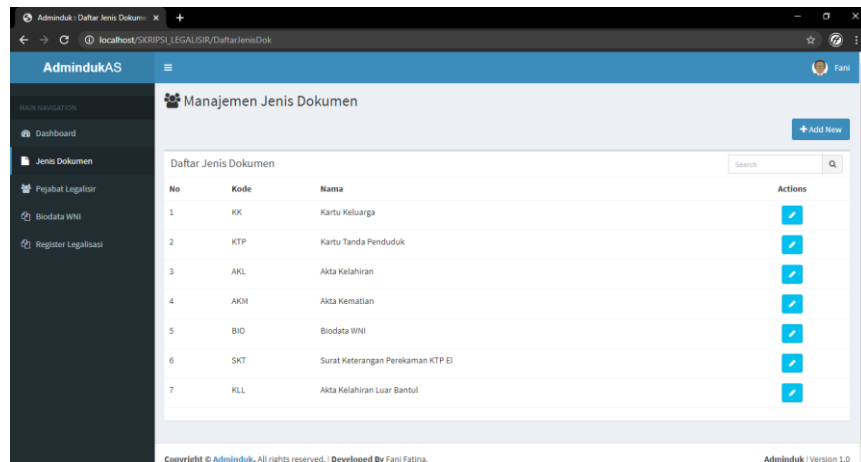 Adminduk : Daftar Jenis Dokume
localhost/SKRIPSI_LEGALISIR/DaftarJenisDok
AdmindukAS
Fani
MAIN NAVIGATION
Dashboard
Jenis Dokumen
Pejabat Legalisir
Biodata WNI
Register Legalisasi
Manajemen Jenis Dokumen
Add New
Daftar Jenis Dokumen
Search
No Kode Nama Actions
1 KK Kartu Keluarga
2 KTP Kartu Tanda Penduduk
3 AKL Akta Kelahiran
4 AKM Akta Kematian
5 BIO Biodata WNI
6 SKT Surat Keterangan Perekaman KTP El
7 KLL Akta Kelahiran Luar Bantul
Copyright © Adminduk. All rights reserved. | Developed By Fani Fatina.
Adminduk | Version 1.0